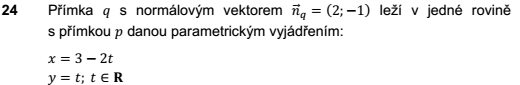 24 Přímka q s normálovým vektorem n⃗_q = (2; −1) leží v jedné rovině
s přímkou p danou parametrickým vyjádřením:
x = 3 − 2t
y = t; t ∈ R